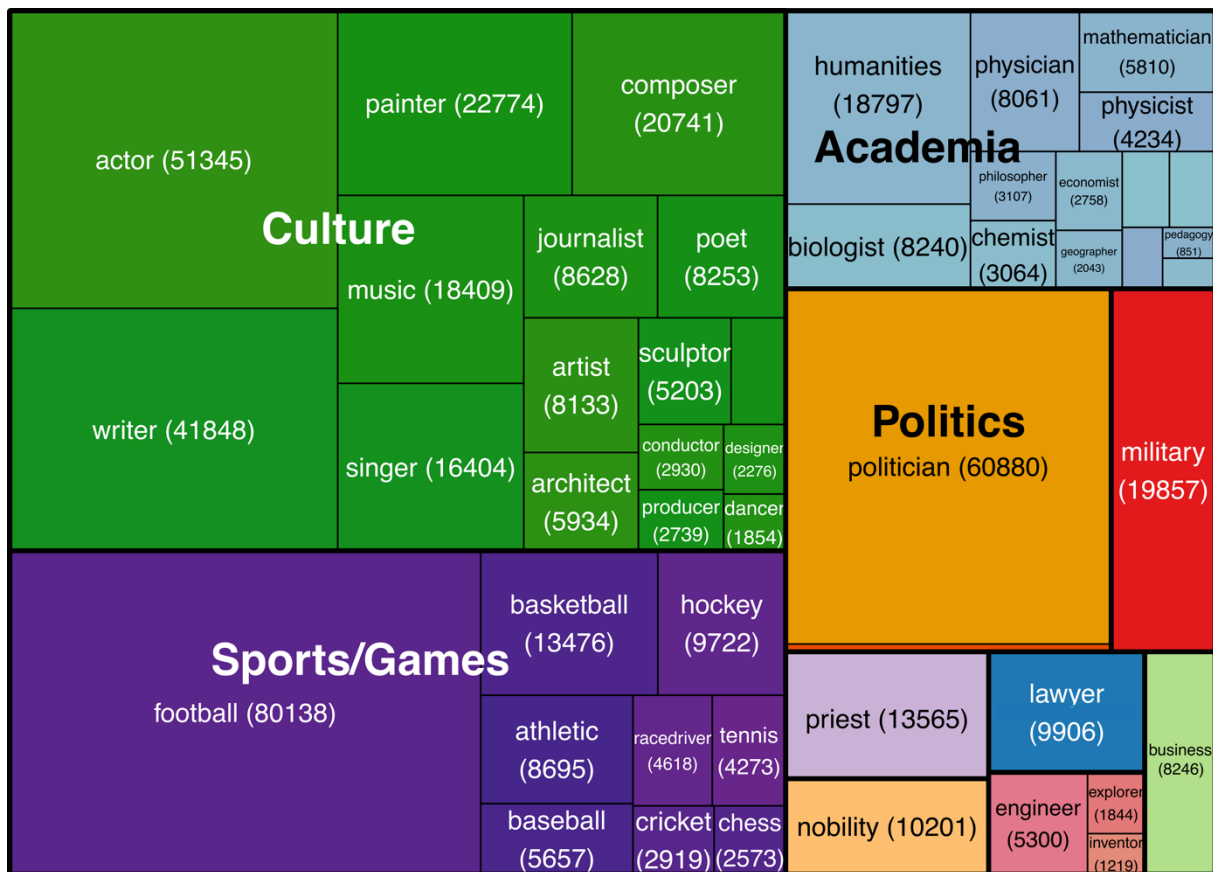 Culture
actor (51345)
writer (41848)
painter (22774)
composer
(20741)
music (18409)
singer (16404)
journalist
(8628)
poet
(8253)
artist
(8133)
sculptor
(5203)
architect
(5934)
conductor
(2930)
designer
(2276)
producer
(2739)
dancer
(1854)
Academia
humanities
(18797)
physician
(8061)
mathematician
(5810)
physicist
(4234)
biologist (8240)
philosopher
(3107)
economist
(2758)
chemist
(3064)
geographer
(2043)
pedagogy
(851)
Politics
politician (60880)
military
(19857)
Sports/Games
football (80138)
basketball
(13476)
hockey
(9722)
athletic
(8695)
racedriver
(4618)
tennis
(4273)
baseball
(5657)
cricket
(2919)
chess
(2573)
priest (13565)
lawyer
(9906)
business
(8246)
nobility (10201)
engineer
(5300)
explorer
(1844)
inventor
(1219)